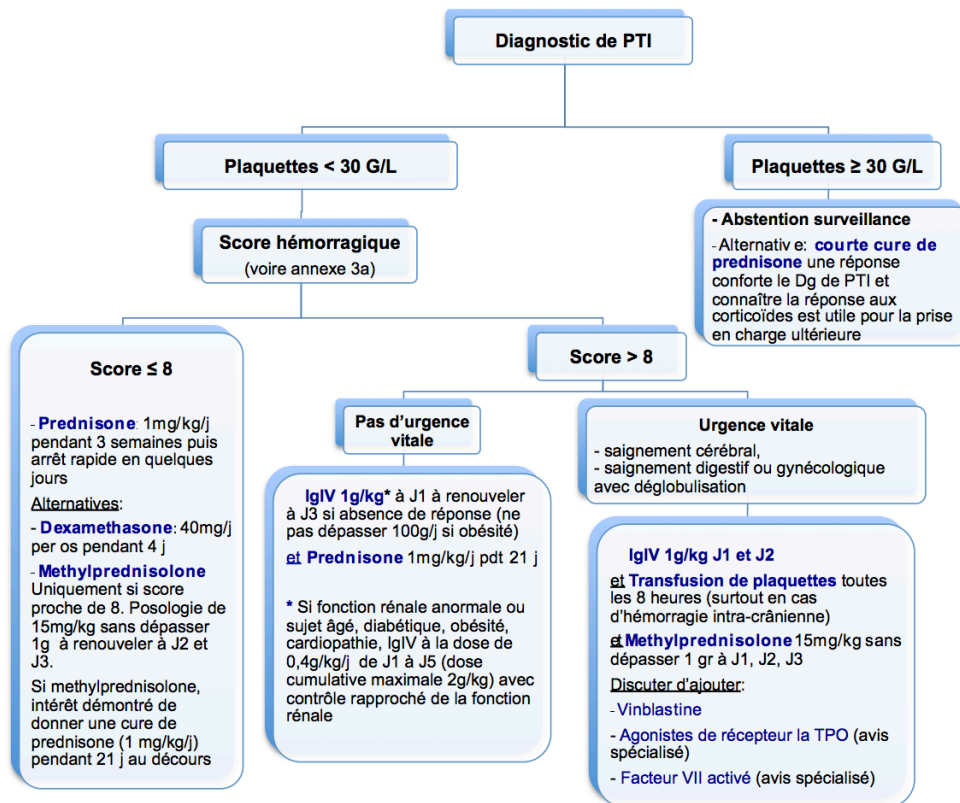 Diagnostic de PTI
Plaquettes < 30 G/L
Plaquettes ≥ 30 G/L
- Abstention surveillance
- Alternativ e: courte cure de
prednisone une réponse
conforte le Dg de PTI et
connaître la réponse aux
corticoïdes est utile pour la prise
en charge ultérieure
Score hémorragique
(voire annexe 3a)
Score ≤ 8
- Prednisone: 1mg/kg/j
pendant 3 semaines puis
arrêt rapide en quelques
jours
Alternatives:
- Dexamethasone: 40mg/j
per os pendant 4 j
- Methylprednisolone
Uniquement si score
proche de 8. Posologie de
15mg/kg sans dépasser
1g à renouveler à J2 et
J3.
Si methylprednisolone,
intérêt démontré de
donner une cure de
prednisone (1 mg/kg/j)
pendant 21 j au décours
Score > 8
Pas d'urgence
vitale
IgIV 1g/kg* à J1 à renouveler
à J3 si absence de réponse (ne
pas dépasser 100g/j si obésité)
et Prednisone 1mg/kg/j pdt 21 j
* Si fonction rénale anormale ou
sujet âgé, diabétique, obésité,
cardiopathie, IgIV à la dose de
0,4g/kg/j de J1 à J5 (dose
cumulative maximale 2g/kg) avec
contrôle rapproché de la fonction
rénale
Urgence vitale
- saignement cérébral,
- saignement digestif ou gynécologique
avec déglobulisation
IgIV 1g/kg J1 et J2
et Transfusion de plaquettes toutes
les 8 heures (surtout en cas
d'hémorragie intra-crânienne)
et Methylprednisolone 15mg/kg sans
dépasser 1 gr à J1, J2, J3
Discuter d'ajouter:
- Vinblastine
- Agonistes de récepteur la TPO (avis
spécialisé)
- Facteur VII activé (avis spécialisé)